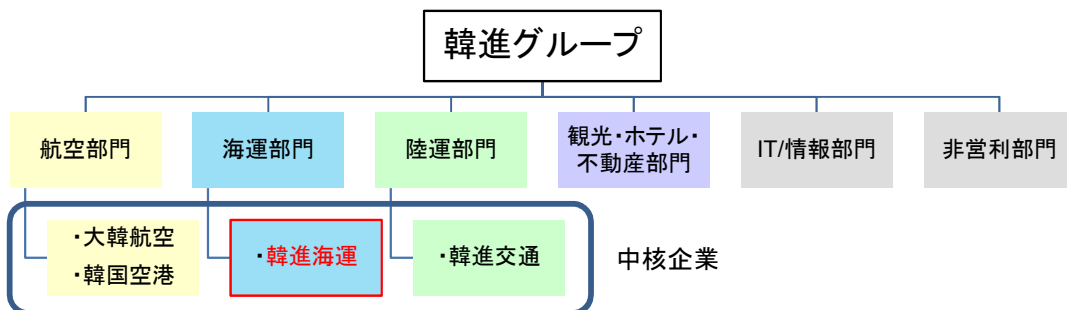 韓進グループ
航空部門
海運部門
陸運部門
観光・ホテル・
不動産部門
IT/情報部門
非営利部門
・大韓航空
・韓国空港
・韓進海運
・韓進交通
中核企業